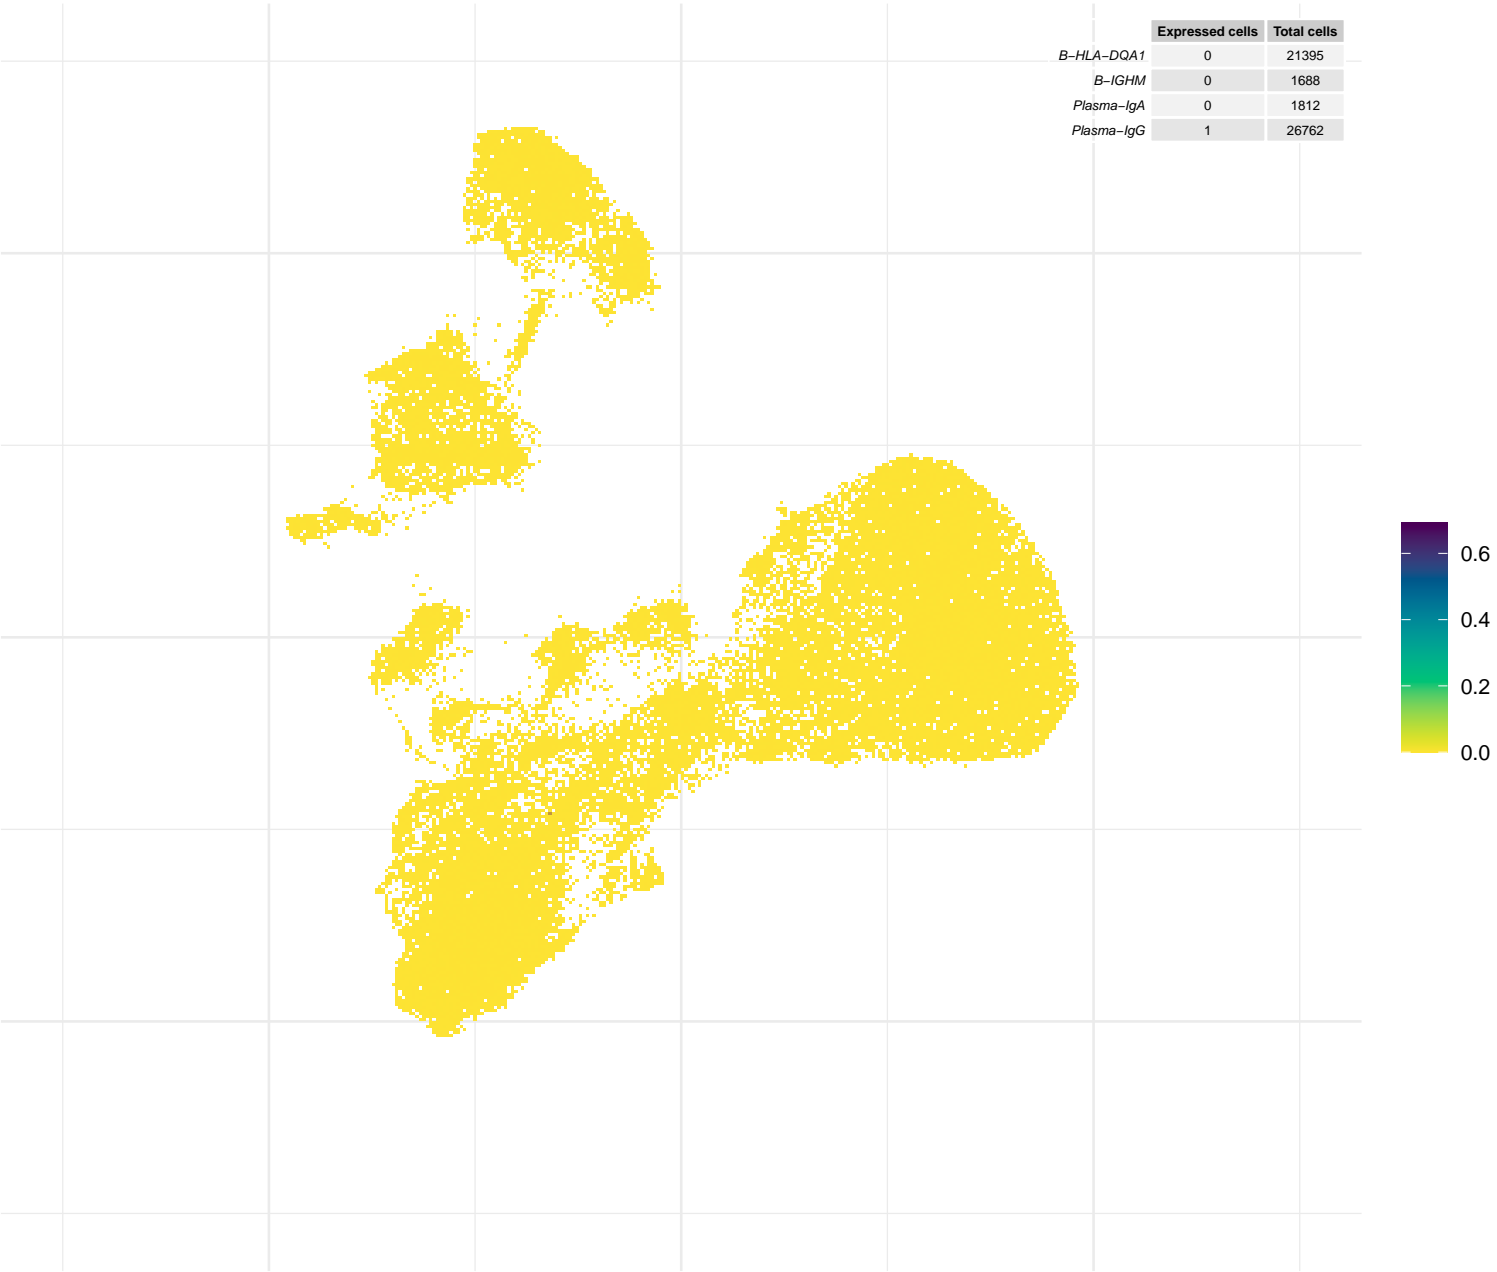 Expressed cells Total cells
B−HLA−DQA1 0 21395
B−IGHM 0 1688
Plasma−IgA 0 1812
Plasma−IgG 1 26762
0.6
0.4
0.2
0.0